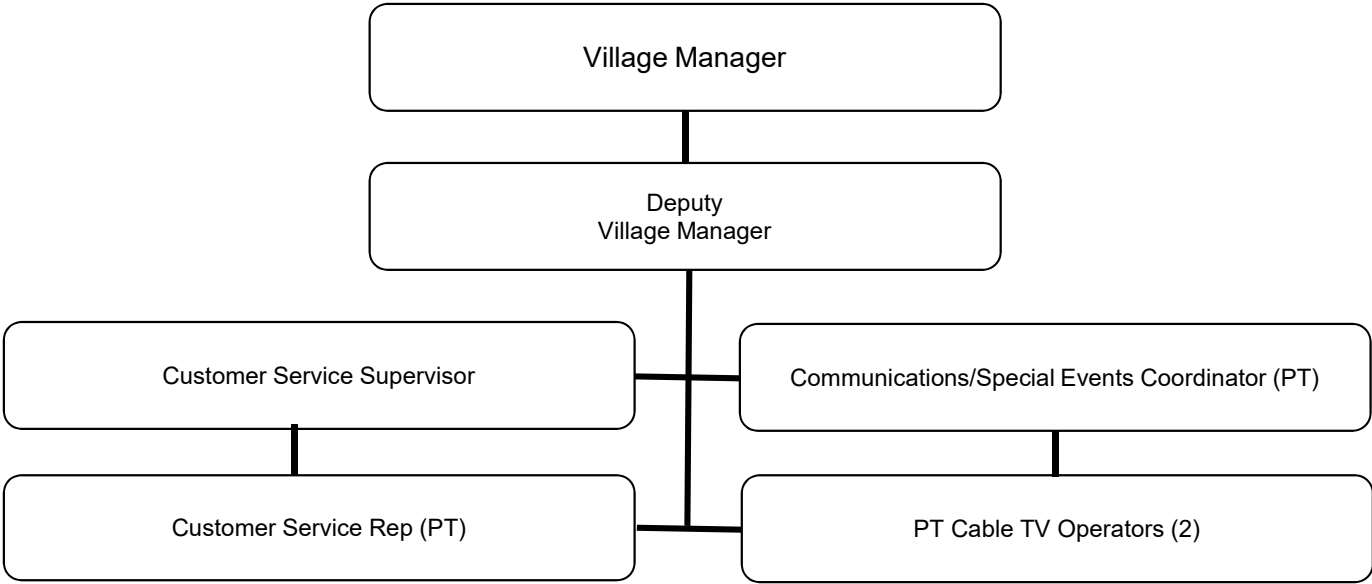 Village Manager
Deputy
Village Manager
Customer Service Supervisor
Communications/Special Events Coordinator (PT)
Customer Service Rep (PT)
PT Cable TV Operators (2)